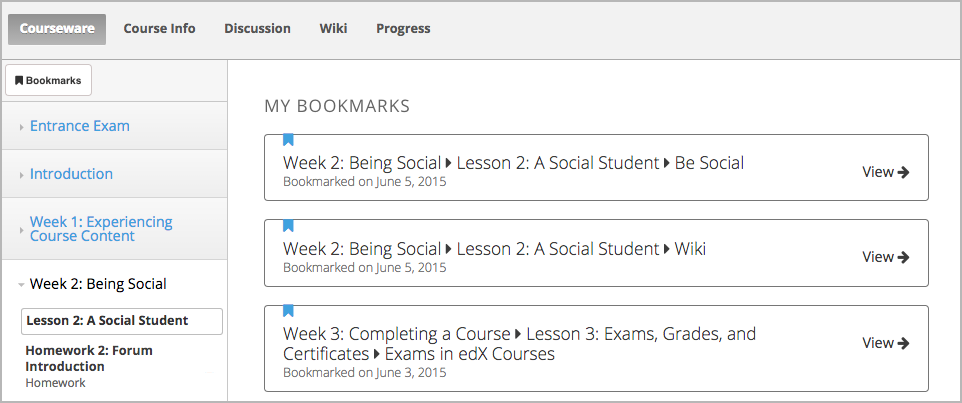 Courseware Course Info Discussion Wiki Progress
Bookmarks
Entrance Exam
Introduction
Week 1: Experiencing
Course Content
Week 2: Being Social
Lesson 2: A Social Student
Homework 2: Forum
Introduction
Homework
MY BOOKMARKS
Week 2: Being Social Lesson 2: A Social Student Be Social
Bookmarked on June 5, 2015
View
Week 2: Being Social Lesson 2: A Social Student Wiki
Bookmarked on June 5, 2015
View
Week 3: Completing a Course Lesson 3: Exams, Grades, and
Certificates Exams in edX Courses
Bookmarked on June 3, 2015
View